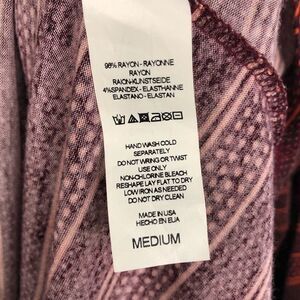 96% RAYON - RAYONNE
RAYON
RAION-KUNSTSEIDE
4%SPANDEX - ELASTHANNE
ELASTANO - ELASTAN
HAND WASH COLD
SEPARATELY
DO NOT WRING OR TWIST
USE ONLY
NON-CHLORINE BLEACH
RESHAPE LAY FLAT TO DRY
LOW IRON AS NEEDED
DO NOT DRY CLEAN
MADE IN USA
HECHO EN EUA
MEDIUM